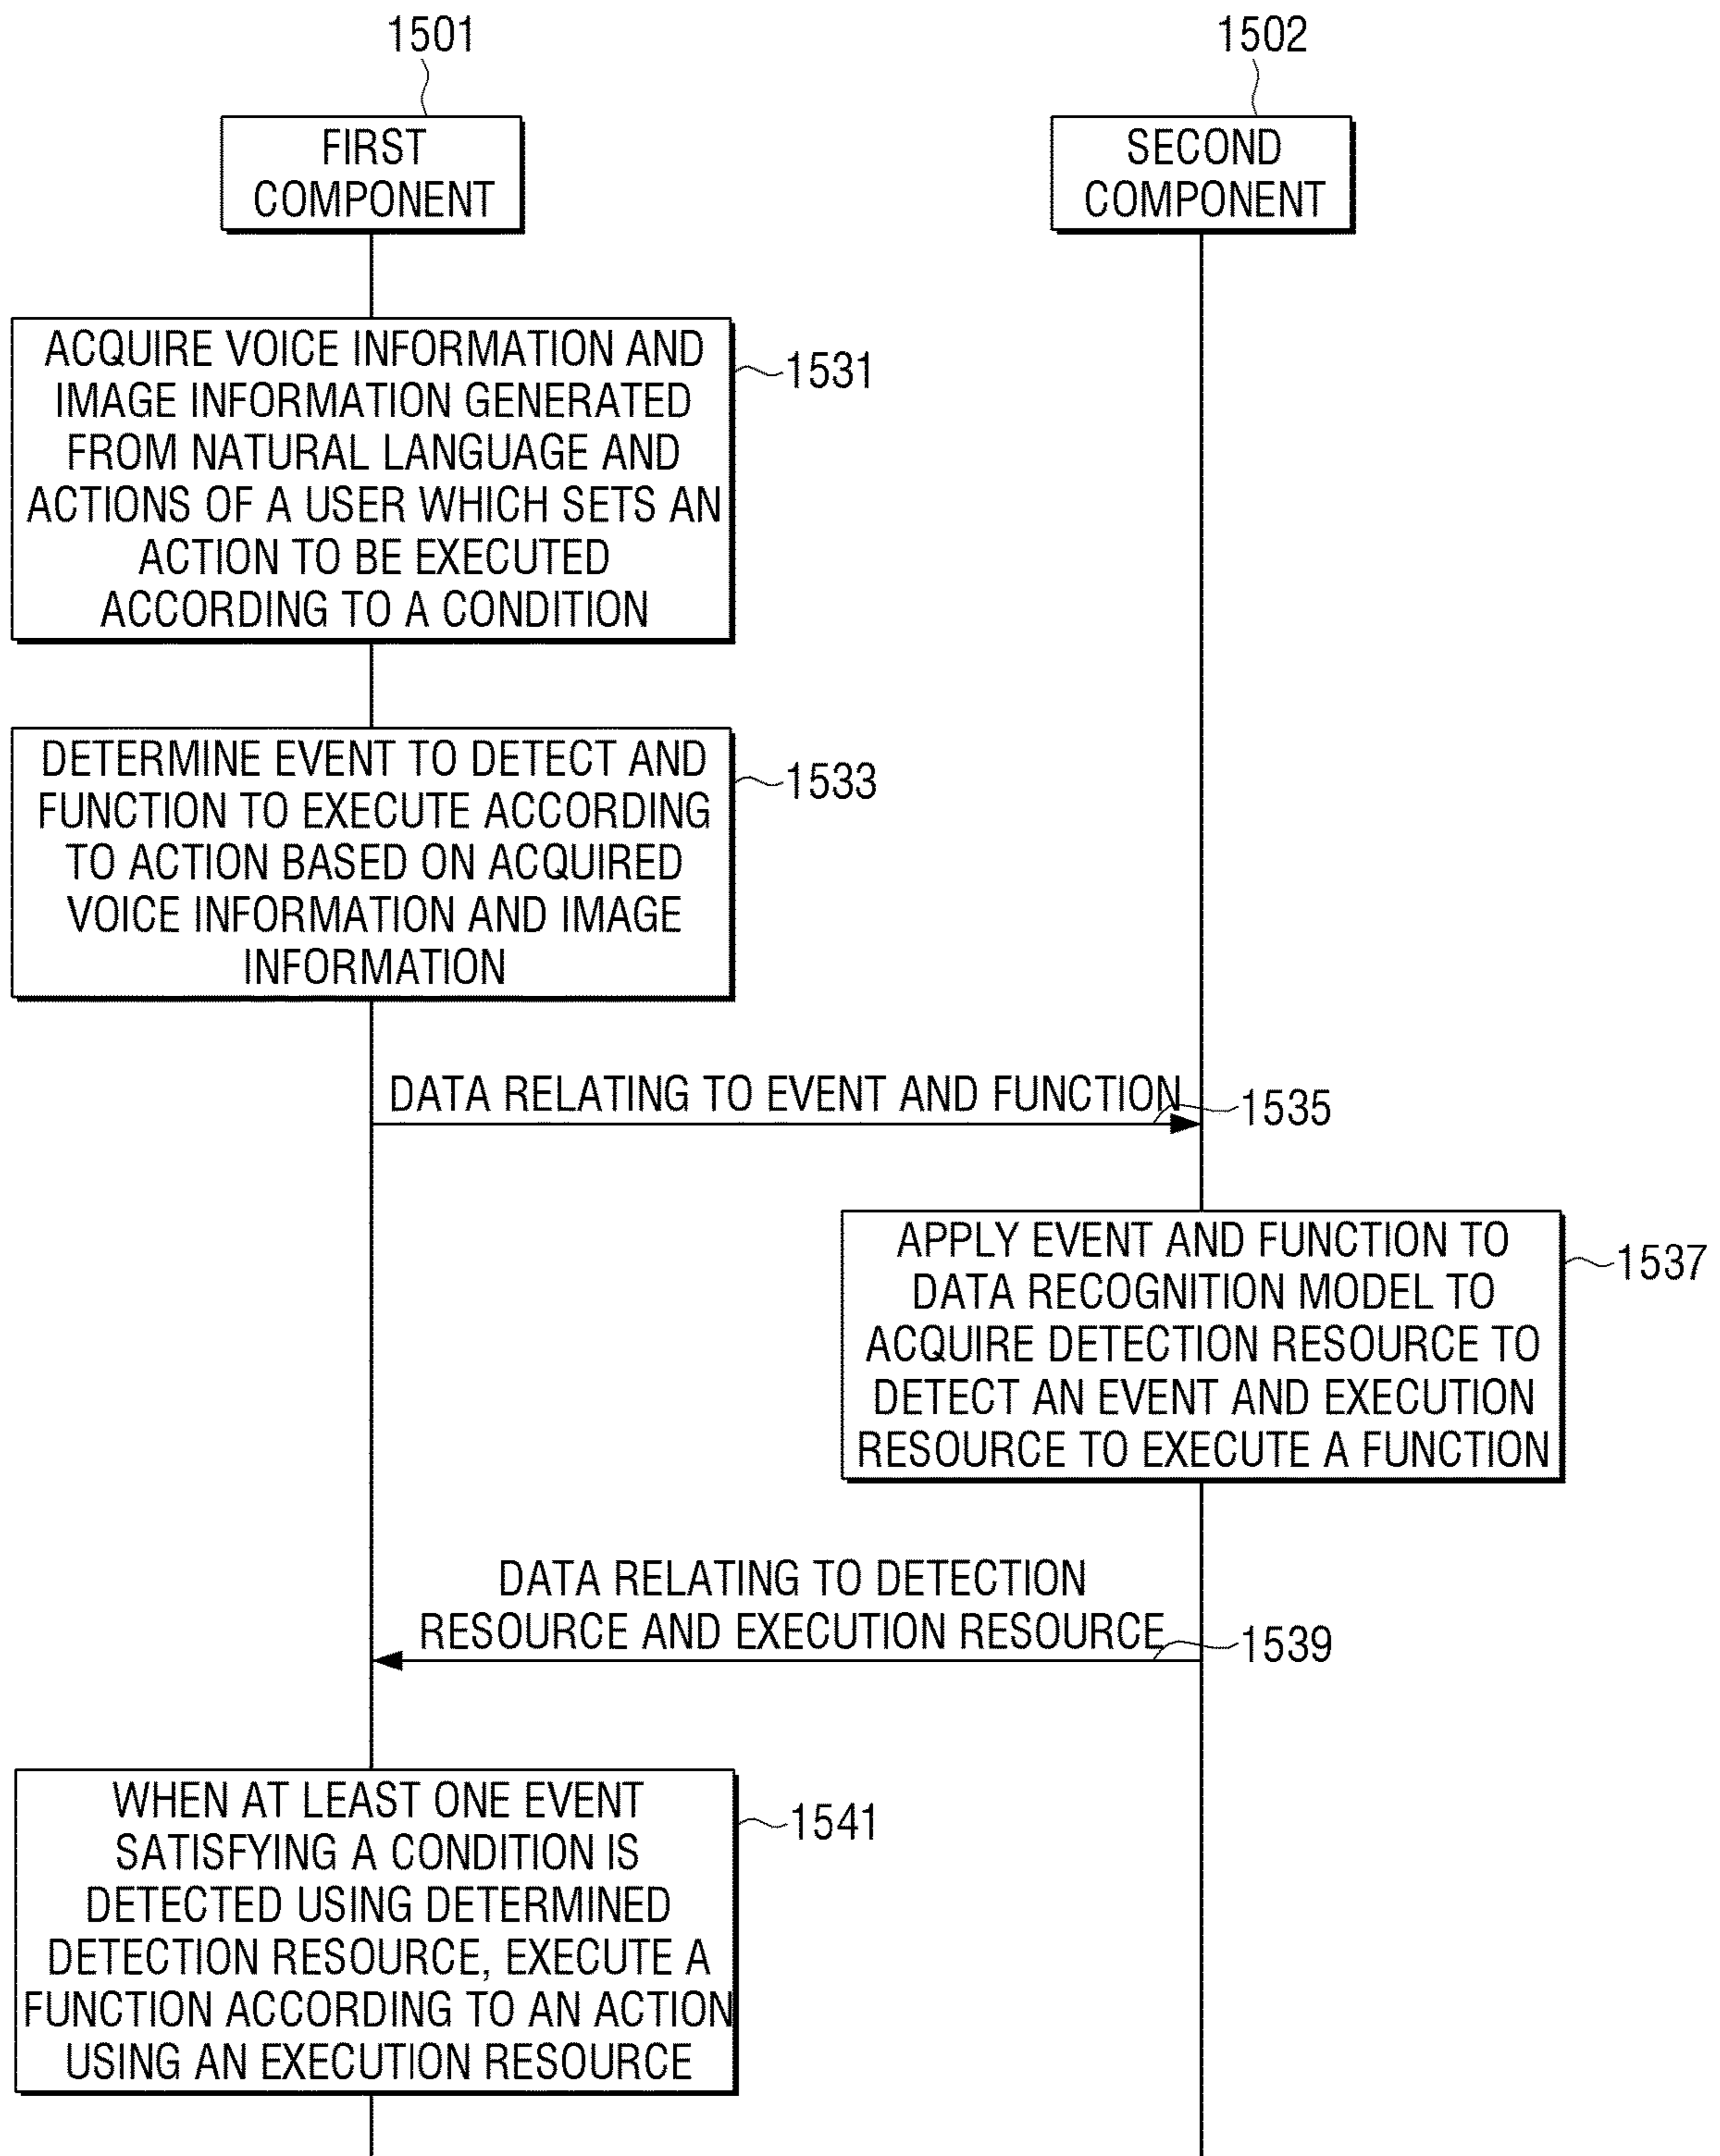 1501
1502
FIRST
COMPONENT
SECOND
COMPONENT
ACQUIRE VOICE INFORMATION AND
IMAGE INFORMATION GENERATED
FROM NATURAL LANGUAGE AND
ACTIONS OF A USER WHICH SETS AN
ACTION TO BE EXECUTED
ACCORDING TO A CONDITION
1531
DETERMINE EVENT TO DETECT AND
FUNCTION TO EXECUTE ACCORDING
TO ACTION BASED ON ACQUIRED
VOICE INFORMATION AND IMAGE
INFORMATION
1533
DATA RELATING TO EVENT AND FUNCTION
1535
APPLY EVENT AND FUNCTION TO
DATA RECOGNITION MODEL TO
ACQUIRE DETECTION RESOURCE TO
DETECT AN EVENT AND EXECUTION
RESOURCE TO EXECUTE A FUNCTION
1537
DATA RELATING TO DETECTION
RESOURCE AND EXECUTION RESOURCE
1539
WHEN AT LEAST ONE EVENT
SATISFYING A CONDITION IS
DETECTED USING DETERMINED
DETECTION RESOURCE, EXECUTE A
FUNCTION ACCORDING TO AN ACTION
USING AN EXECUTION RESOURCE
1541